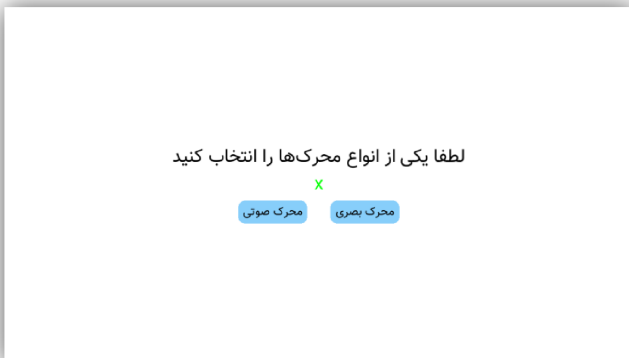 لطفا یکی از انواع محرک‌ها را انتخاب کنید
X
محرک بصری
محرک صوتی